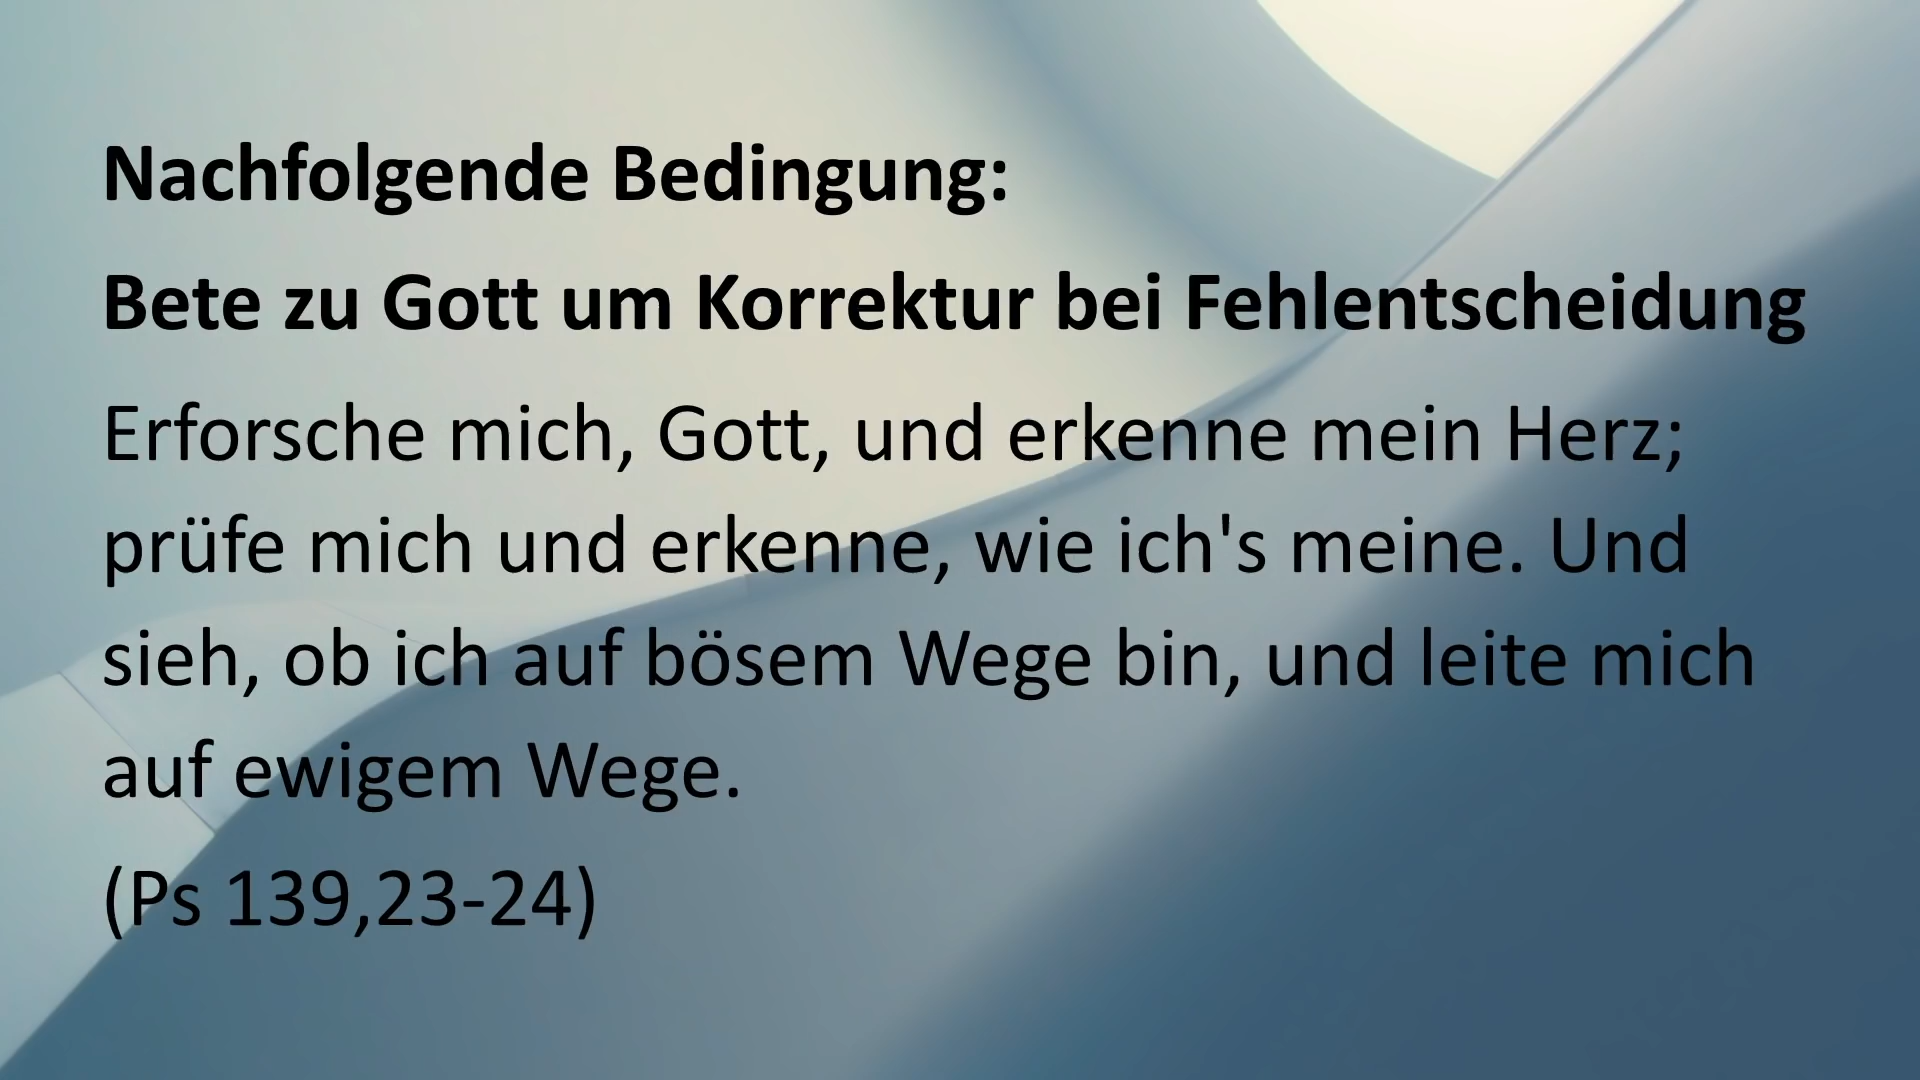 Nachfolgende Bedingung:
Bete zu Gott um Korrektur bei Fehlentscheidung
Erforsche mich, Gott, und erkenne mein Herz;
prüfe mich und erkenne, wie ich's meine. Und
sieh, ob ich auf bösem Wege bin, und leite mich
auf ewigem Wege.
(Ps 139,23-24)